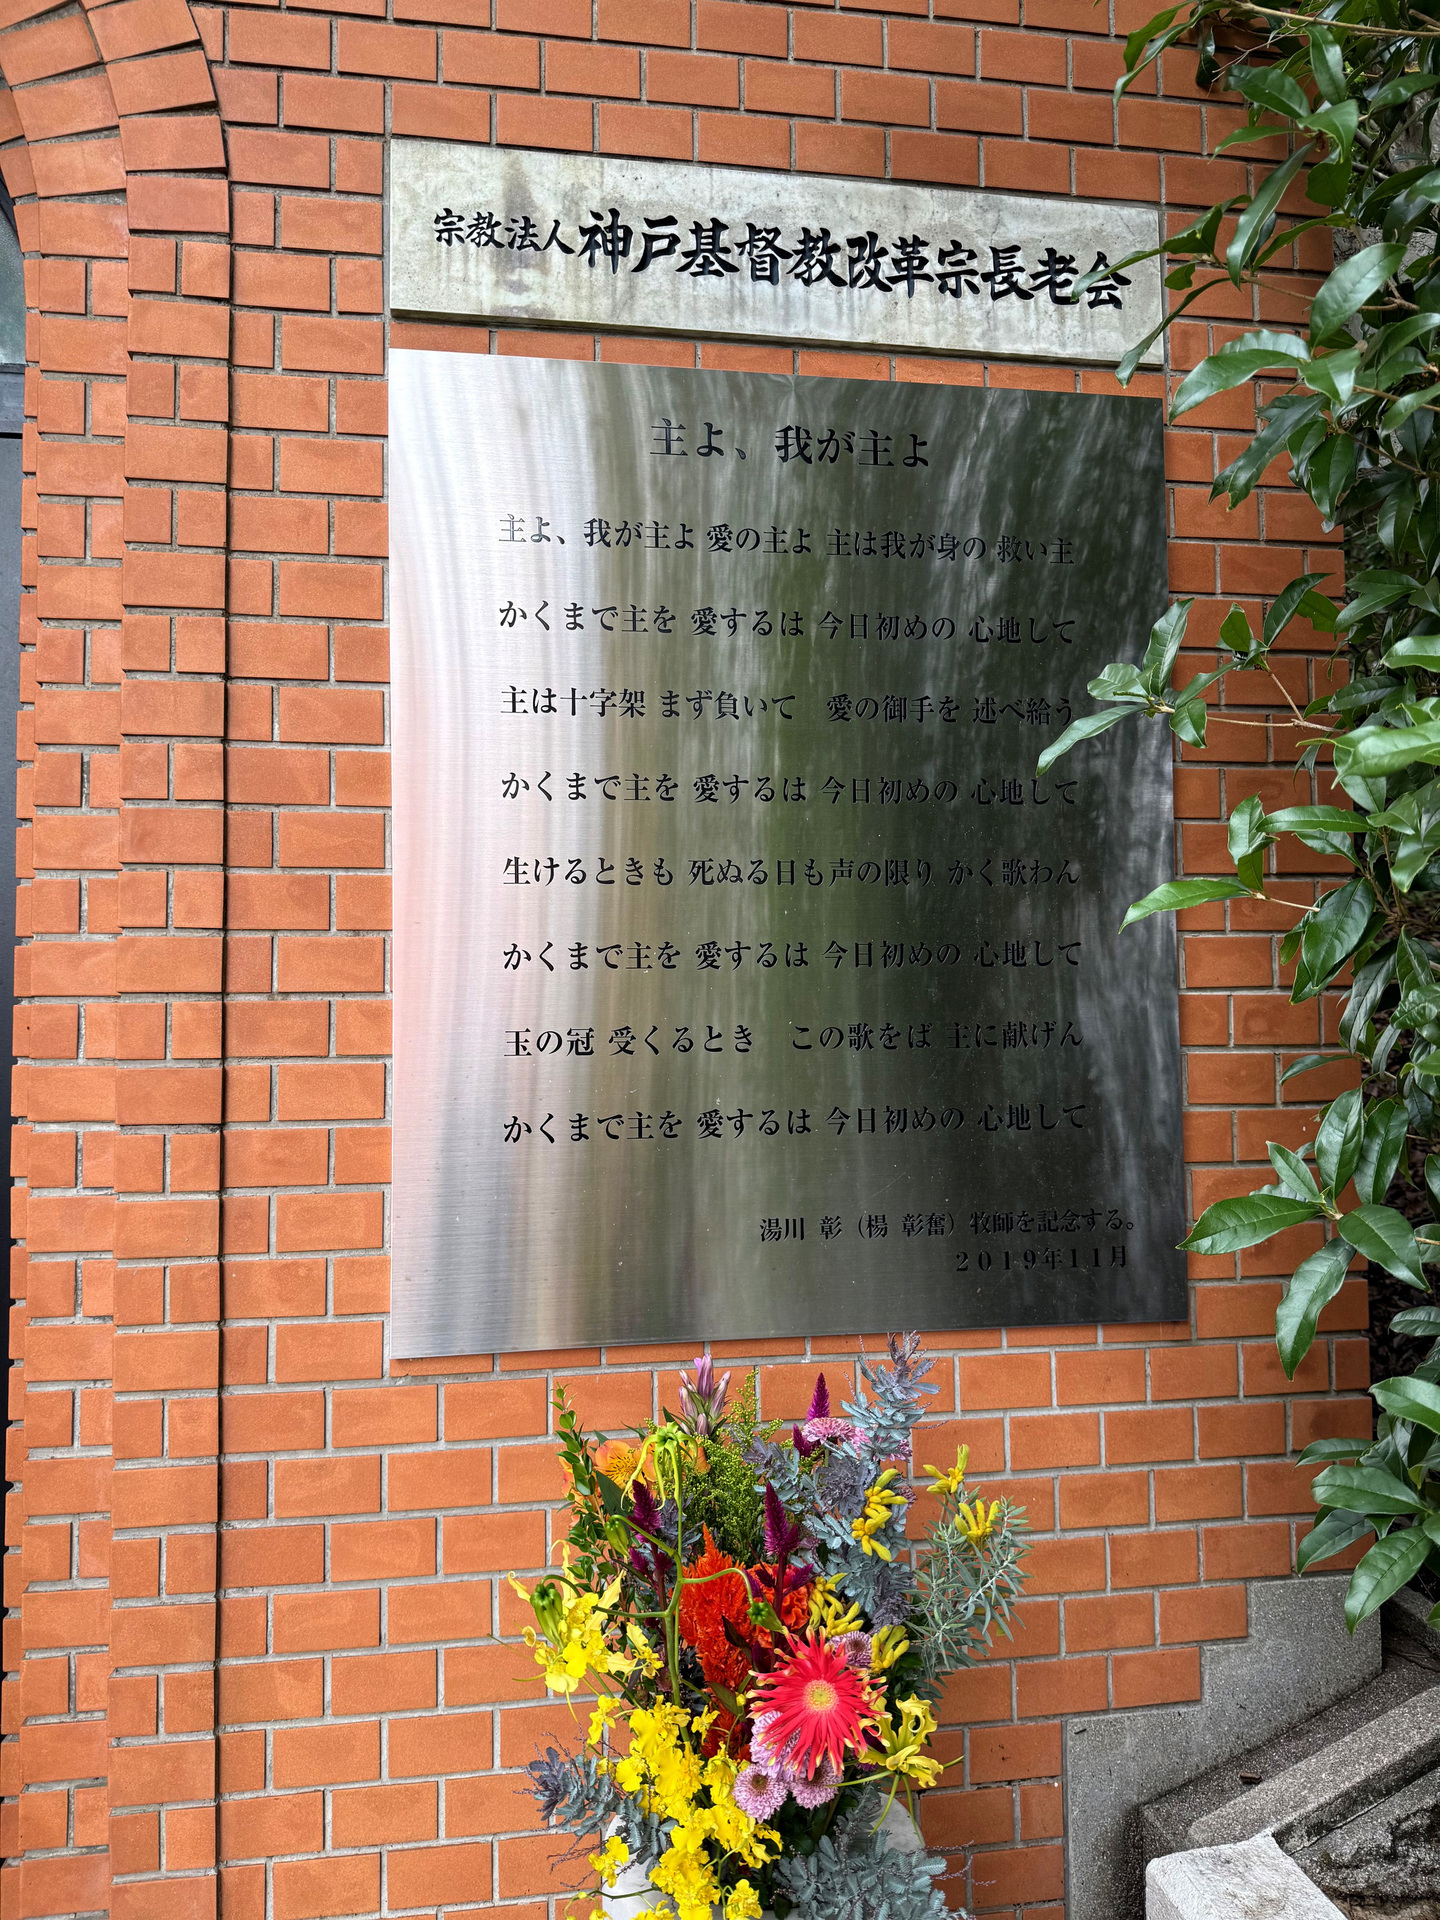 宗教法人神戸基督教改革宗長老会
主よ、我が主よ
主よ、我が主よ 愛の主よ 主は我が身の 救い主
かくまで主を 愛するは 今日初めの 心地して
主は十字架 まず負いて　愛の御手を 述べ給う
かくまで主を 愛するは 今日初めの 心地して
生けるときも 死ぬる日も声の限り かく歌わん
かくまで主を 愛するは 今日初めの 心地して
玉の冠 受くるとき　この歌をば 主に献げん
かくまで主を 愛するは 今日初めの 心地して
湯川 彰（楊 彰奮）牧師を記念する。
２０１９年１１月